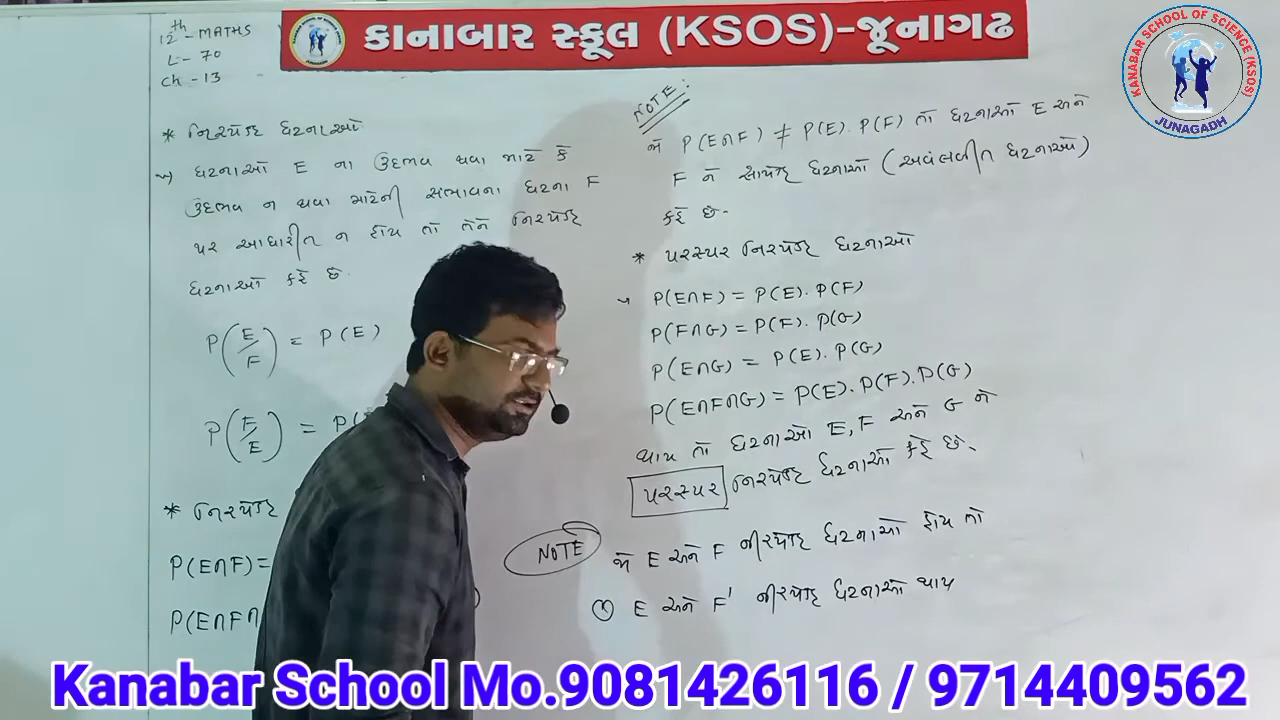 12th - MATHS
L - 70
Ch - 13
કાનાબાર સ્કૂલ (KSOS)-જૂનાગઢ
KANABAR SCHOOL OF SCIENCE (KSOS)
JUNAGADH
* નિરપેક્ષ ઘટનાઓ
→ ઘટનાઓ E ના ઉદભવ થવા માટે કે
ઉદભવ ન થવા માટેની સંભાવના ઘટના F
પર આધારીત ન હોય તો તેને નિરપેક્ષ
ઘટનાઓ કહે છે.
P(E/F) = P(E)
P(F/E) = P(
* નિરપેક્ષ
P(E∩F) =
P(E∩F∩
NOTE:
જો P(E∩F) ≠ P(E). P(F) તો ઘટનાઓ E અને
F ને સાપેક્ષ ઘટનાઓ (અવલંબીત ઘટનાઓ)
કહે છે.
* પરસ્પર નિરપેક્ષ ઘટનાઓ
→ P(E∩F) = P(E). P(F)
P(F∩G) = P(F). P(G)
P(E∩G) = P(E). P(G)
P(E∩F∩G) = P(E). P(F). P(G)
થાય તો ઘટનાઓ E, F અને G ને
પરસ્પર નિરપેક્ષ ઘટનાઓ કહે છે.
NOTE જો E અને F નીરપેક્ષ ઘટનાઓ હોય તો
(૧) E અને F' નીરપેક્ષ ઘટનાઓ થાય
Kanabar School Mo.9081426116 / 9714409562